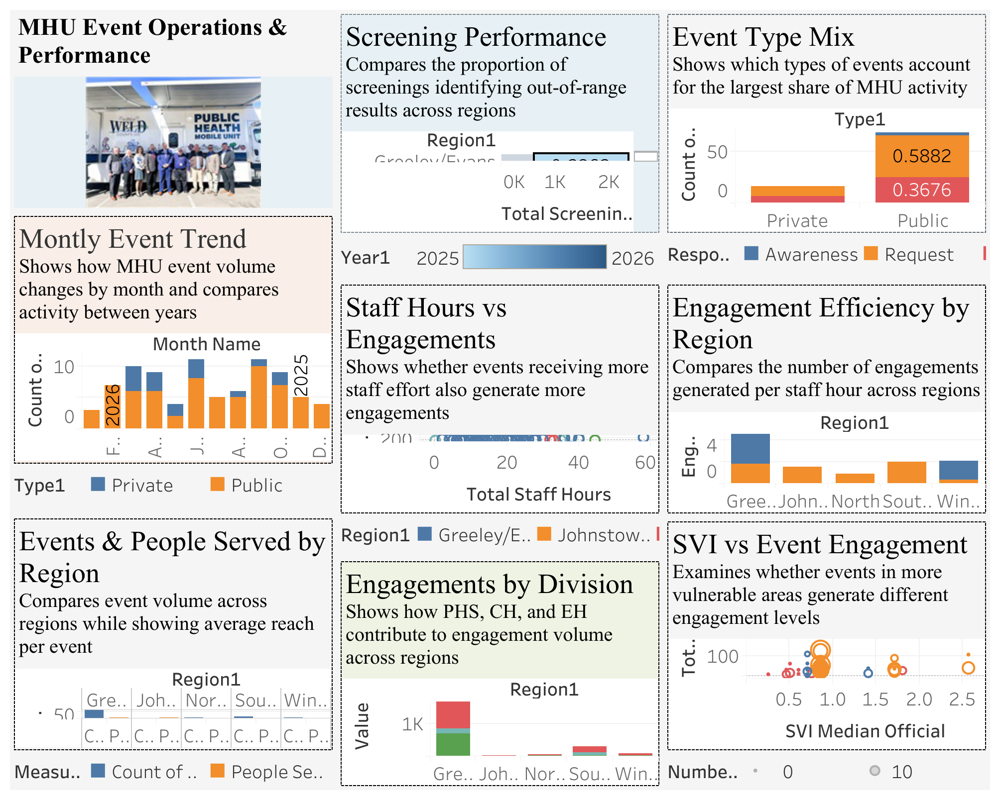 MHU Event Operations &
Performance
WELD
PUBLIC
HEALTH
MOBILE UNIT
Montly Event Trend
Shows how MHU event volume
changes by month and compares
activity between years
Month Name
Count o..
10
0
2026
2025
F..
A..
J..
A..
O..
D..
Type1
Private
Public
Events & People Served by
Region
Compares event volume across
regions while showing average reach
per event
Region1
Gre.. Joh.. Nor.. Sou.. Win..
50
C.. P.. C.. P.. C.. P.. C.. P.. C.. P..
Measu..
Count of ..
People Se..
Screening Performance
Compares the proportion of
screenings identifying out-of-range
results across regions
Region1
Greeley/Evans
0K 1K 2K
Total Screenin..
Year1 2025 2026
Staff Hours vs
Engagements
Shows whether events receiving more
staff effort also generate more
engagements
200
0 20 40 60
Total Staff Hours
Region1 Greeley/E.. Johnstow..
Engagements by Division
Shows how PHS, CH, and EH
contribute to engagement volume
across regions
Region1
Value
1K
Gre.. Joh.. Nor.. Sou.. Win..
Event Type Mix
Shows which types of events account
for the largest share of MHU activity
Type1
Count o..
50
0
0.5882
0.3676
Private Public
Respo.. Awareness Request
Engagement Efficiency by
Region
Compares the number of engagements
generated per staff hour across regions
Region1
Eng..
4
0
Gree.. John.. North Sout.. Win..
SVI vs Event Engagement
Examines whether events in more
vulnerable areas generate different
engagement levels
Tot..
100
0.5 1.0 1.5 2.0 2.5
SVI Median Official
Numbe.. 0 10